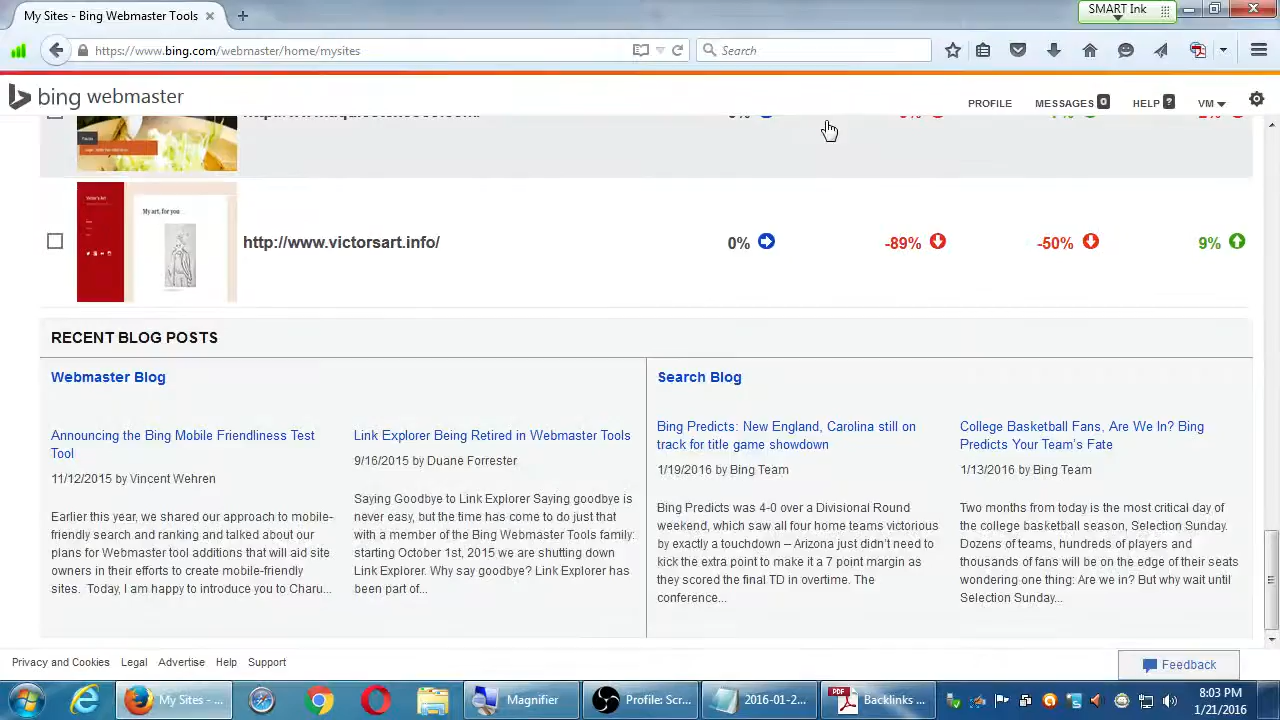 My Sites - Bing Webmaster Tools
SMART Ink
https://www.bing.com/webmaster/home/mysites
Search
bing webmaster
PROFILE MESSAGES 0 HELP ? VM
My art, for you
http://www.victorsart.info/
0% -89% -50% 9%
RECENT BLOG POSTS
Webmaster Blog
Announcing the Bing Mobile Friendliness Test
Tool
11/12/2015 by Vincent Wehren
Earlier this year, we shared our approach to mobile-
friendly search and ranking and talked about our
plans for Webmaster tool additions that will aid site
owners in their efforts to create mobile-friendly
sites. Today, I am happy to introduce you to Charu...
Link Explorer Being Retired in Webmaster Tools
9/16/2015 by Duane Forrester
Saying Goodbye to Link Explorer Saying goodbye is
never easy, but the time has come to do just that
with a member of the Bing Webmaster Tools family:
starting October 1st, 2015 we are shutting down
Link Explorer. Why say goodbye? Link Explorer has
been part of...
Search Blog
Bing Predicts: New England, Carolina still on
track for title game showdown
1/19/2016 by Bing Team
Bing Predicts was 4-0 over a Divisional Round
weekend, which saw all four home teams victorious
by exactly a touchdown – Arizona just didn't need to
kick the extra point to make it a 7 point margin as
they scored the final TD in overtime. The
conference...
College Basketball Fans, Are We In? Bing
Predicts Your Team's Fate
1/13/2016 by Bing Team
Two months from today is the most critical day of
the college basketball season, Selection Sunday.
Dozens of teams, hundreds of players and
thousands of fans will be on the edge of their seats
wondering one thing: Are we in? But why wait until
Selection Sunday...
Privacy and Cookies Legal Advertise Help Support
Feedback
My Sites - ...
Magnifier
Profile: Scr...
2016-01-2...
Backlinks ...
8:03 PM
1/21/2016